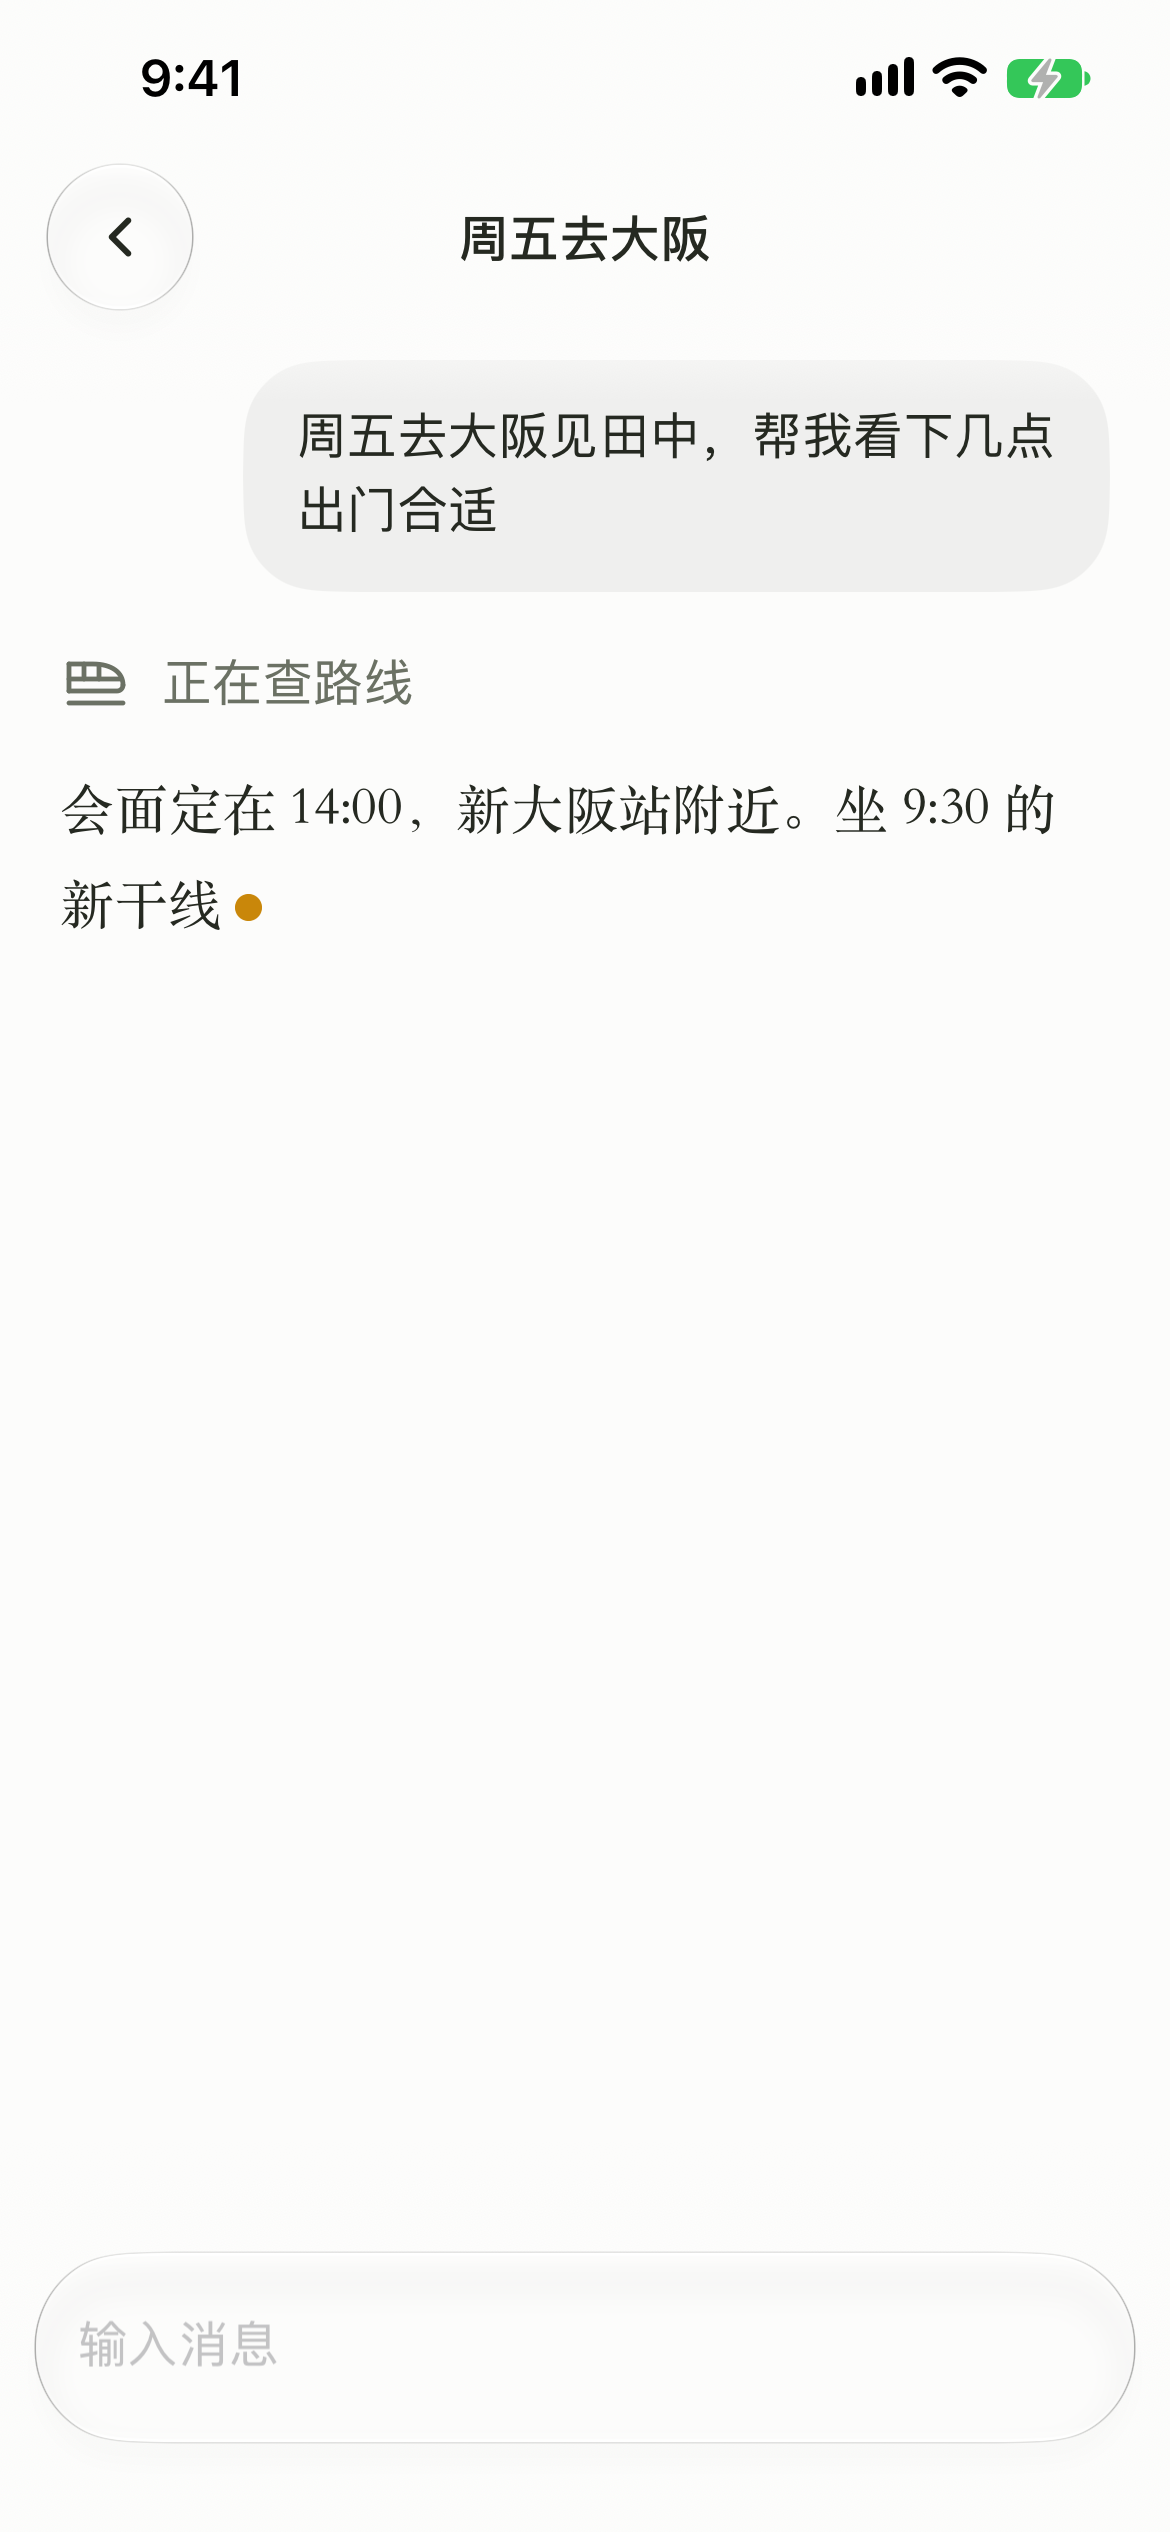 9:41
周五去大阪
周五去大阪见田中，帮我看下几点
出门合适
正在查路线
会面定在 14:00，新大阪站附近。坐 9:30 的
新干线
输入消息